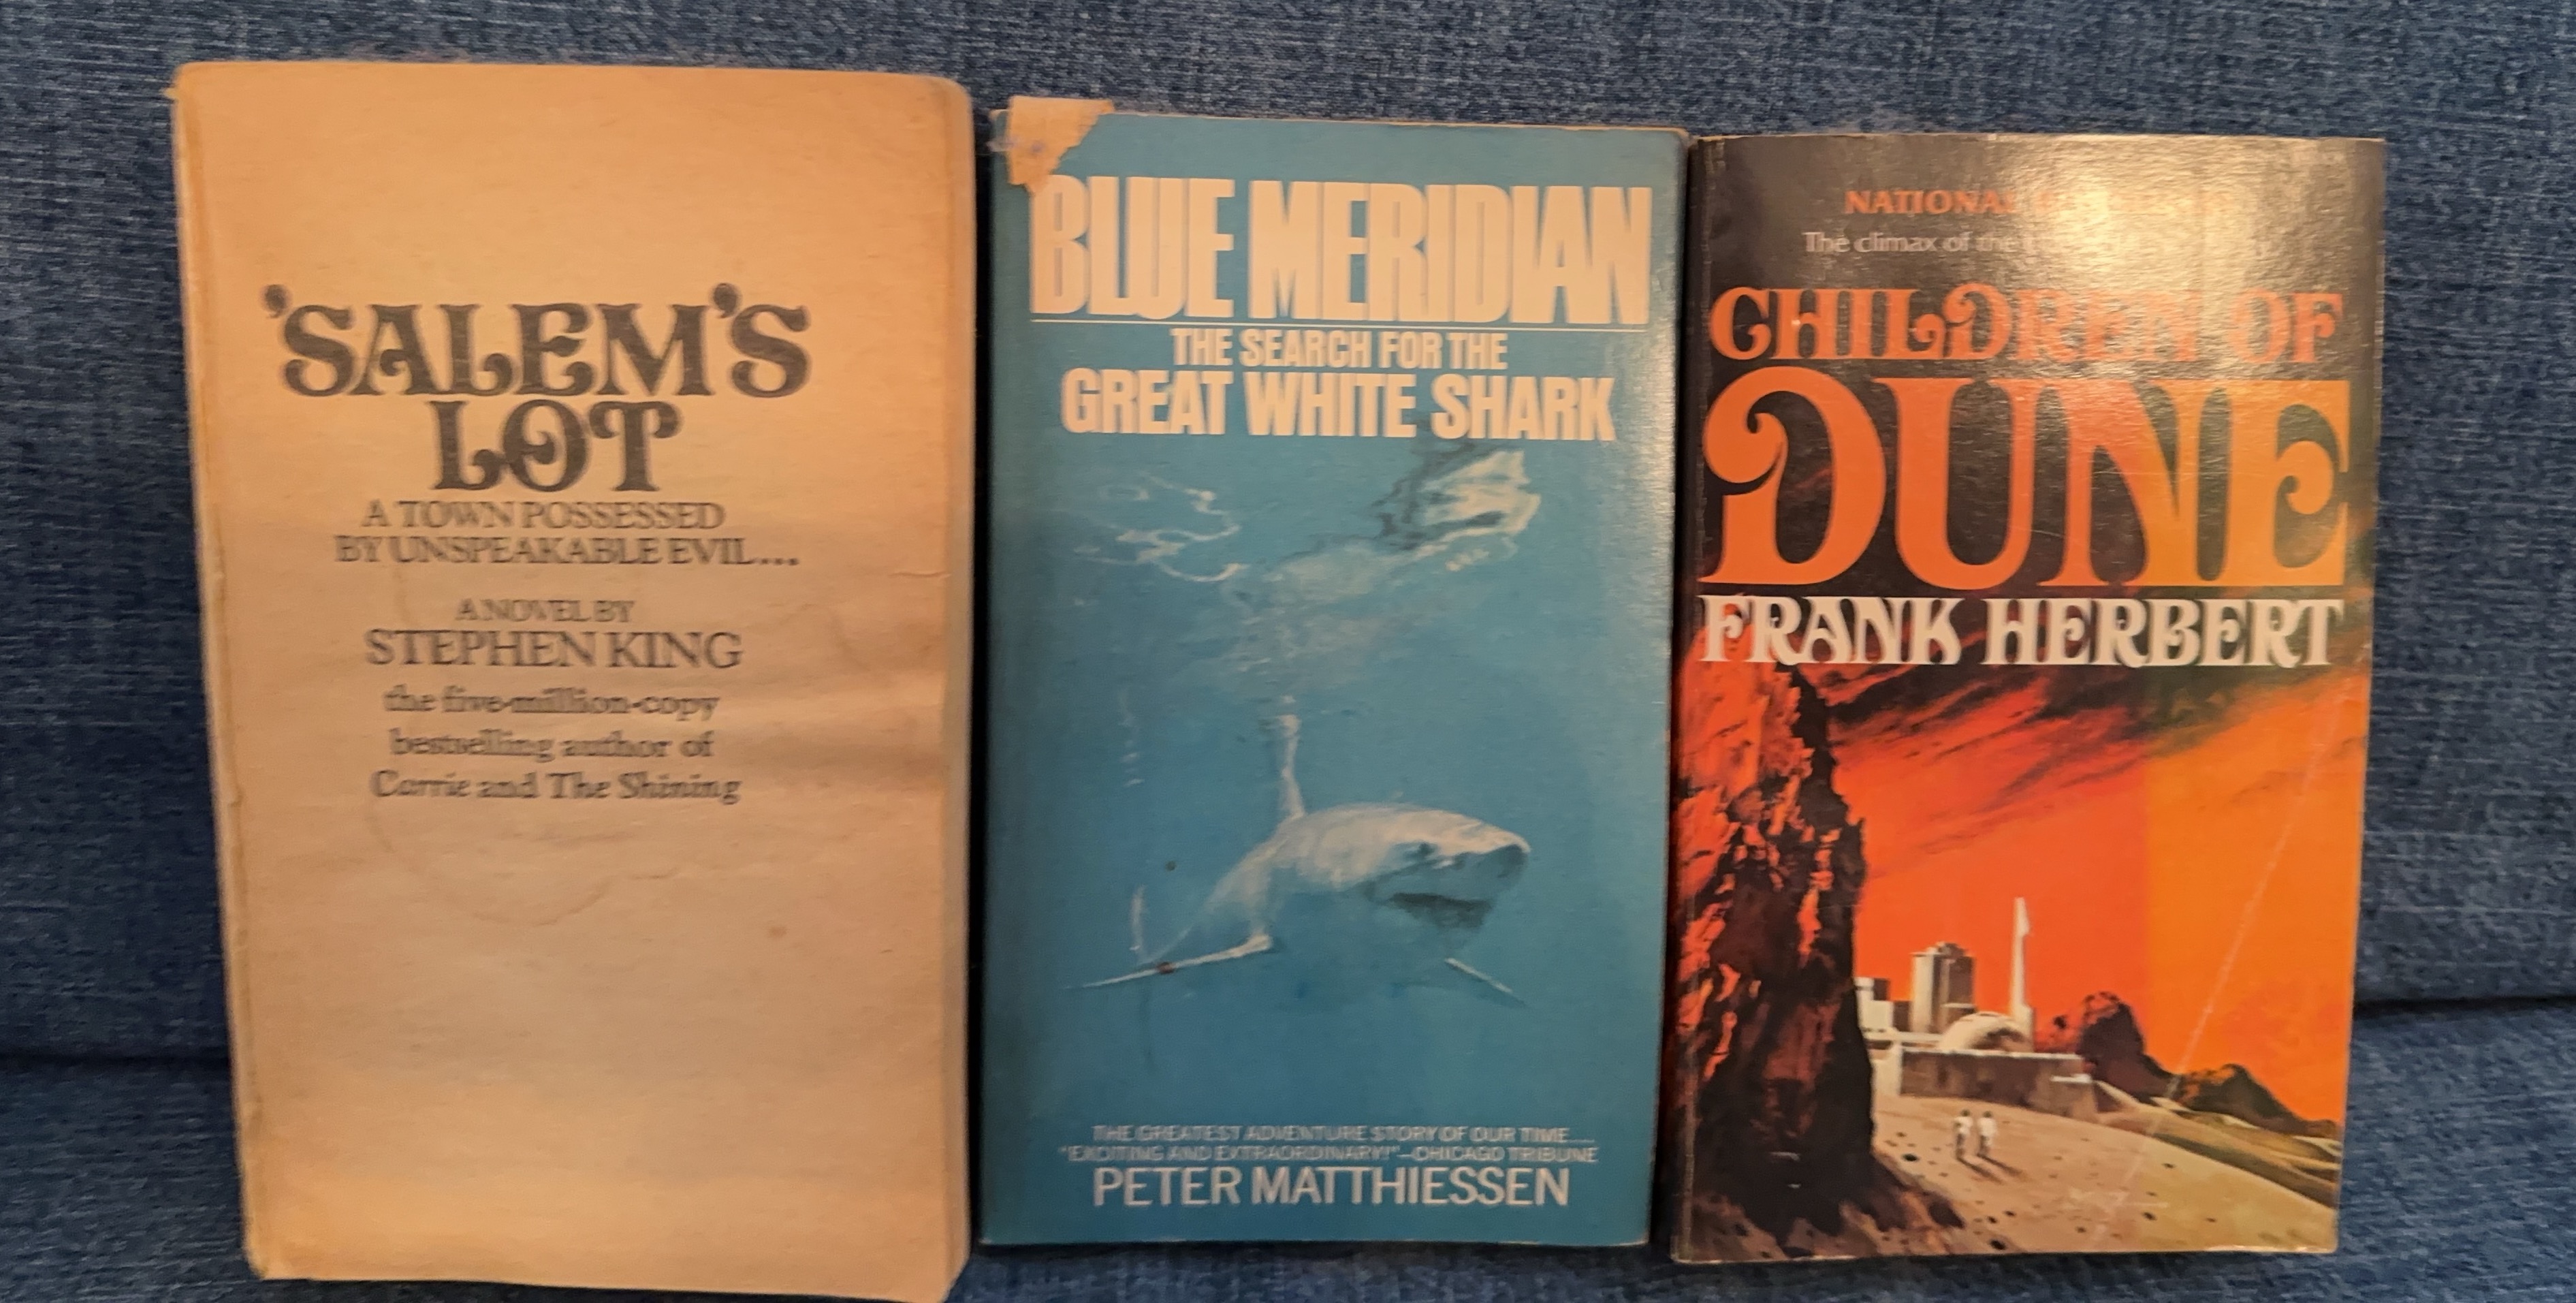 'SALEM'S
LOT
A TOWN POSSESSED
BY UNSPEAKABLE EVIL...
A NOVEL BY
STEPHEN KING
the five-million-copy
bestselling author of
Carrie and The Shining
BLUE MERIDIAN
THE SEARCH FOR THE
GREAT WHITE SHARK
THE GREATEST ADVENTURE STORY OF OUR TIME....
"EXCITING AND EXTRAORDINARY!"—CHICAGO TRIBUNE
PETER MATTHIESSEN
NATIONAL
The climax of the
CHILDREN OF
DUNE
FRANK HERBERT